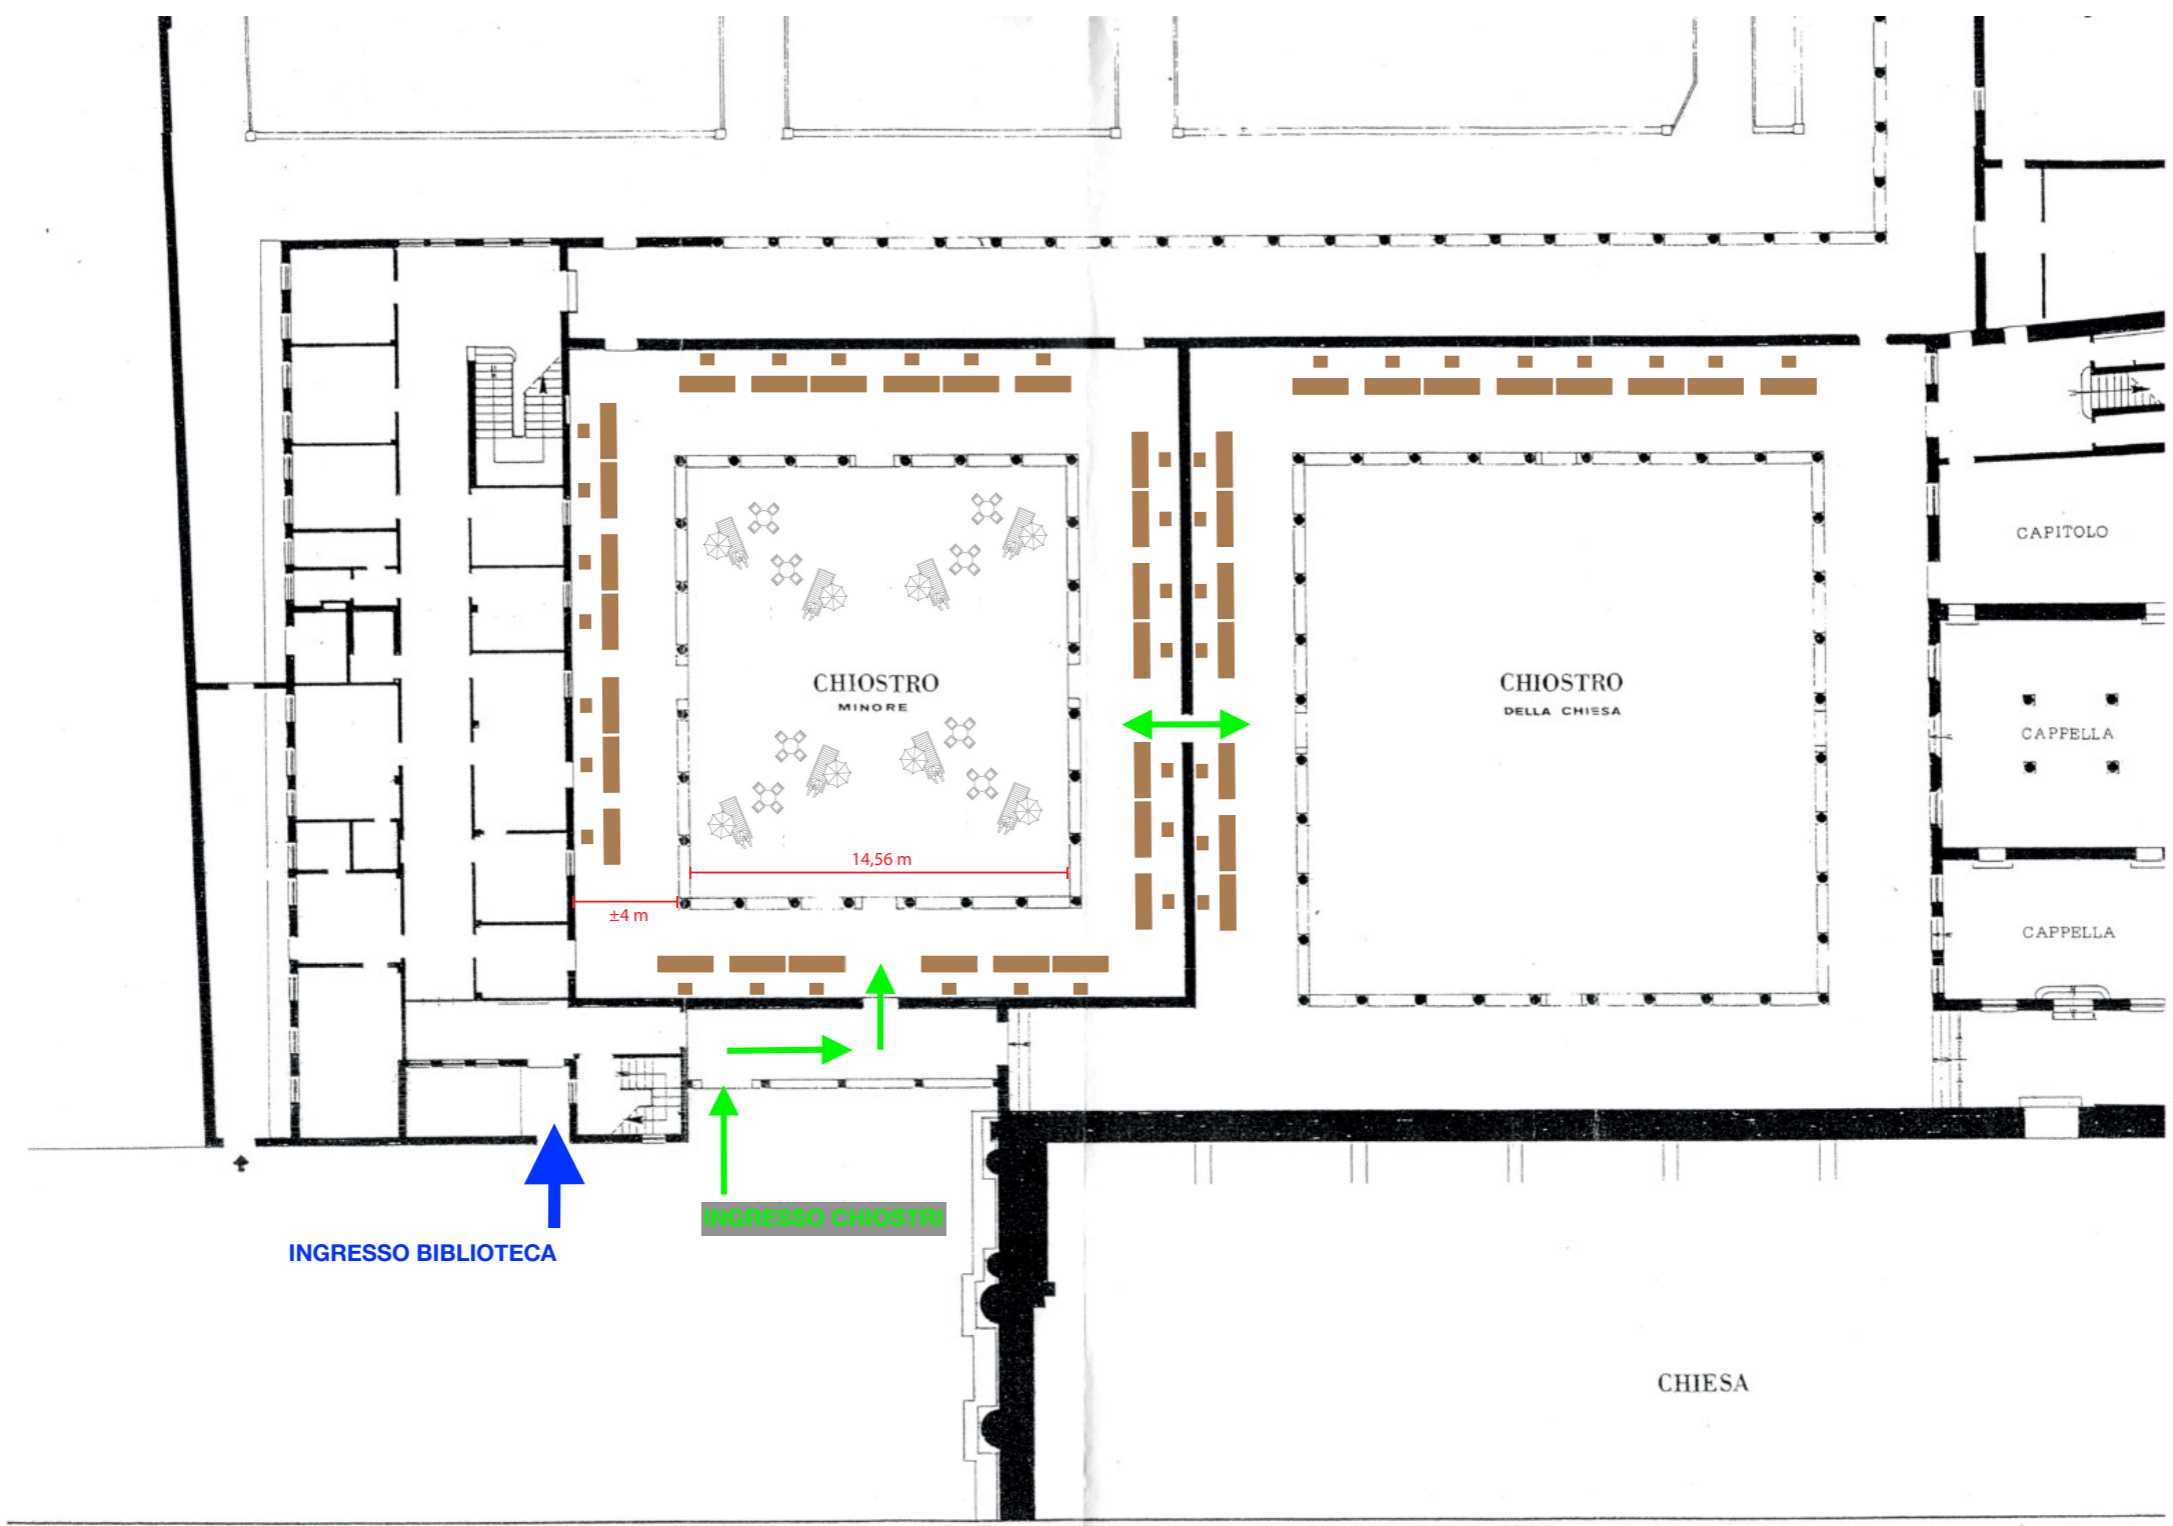 CAPITOLO
CHIOSTRO
MINORE
CHIOSTRO
DELLA CHIESA
CAPPELLA
14,56 m
±4 m
CAPPELLA
INGRESSO CHIOSTRI
INGRESSO BIBLIOTECA
CHIESA